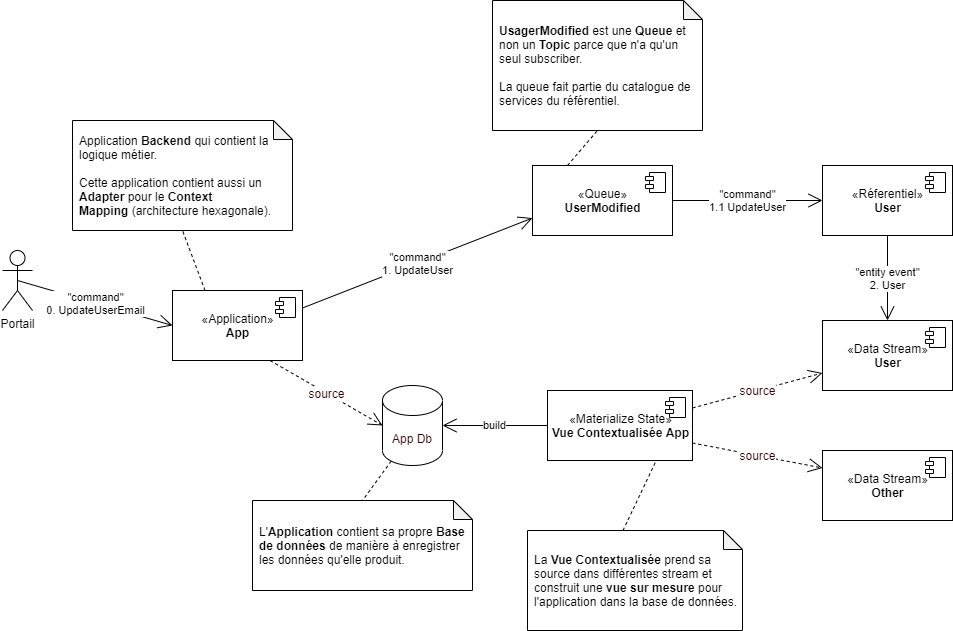 UsagerModified est une Queue et
non un Topic parce que n'a qu'un
seul subscriber.
La queue fait partie du catalogue de
services du référentiel.
Application Backend qui contient la
logique métier.
Cette application contient aussi un
Adapter pour le Context
Mapping (architecture hexagonale).
«Queue»
UserModified
"command"
1.1 UpdateUser
«Réferentiel»
User
"command"
1. UpdateUser
"entity event"
2. User
Portail
"command"
0. UpdateUserEmail
«Application»
App
«Data Stream»
User
source
source
App Db
build
«Materialize State»
Vue Contextualisée App
source
«Data Stream»
Other
L'Application contient sa propre Base
de données de manière à enregistrer
les données qu'elle produit.
La Vue Contextualisée prend sa
source dans différentes stream et
construit une vue sur mesure pour
l'application dans la base de données.